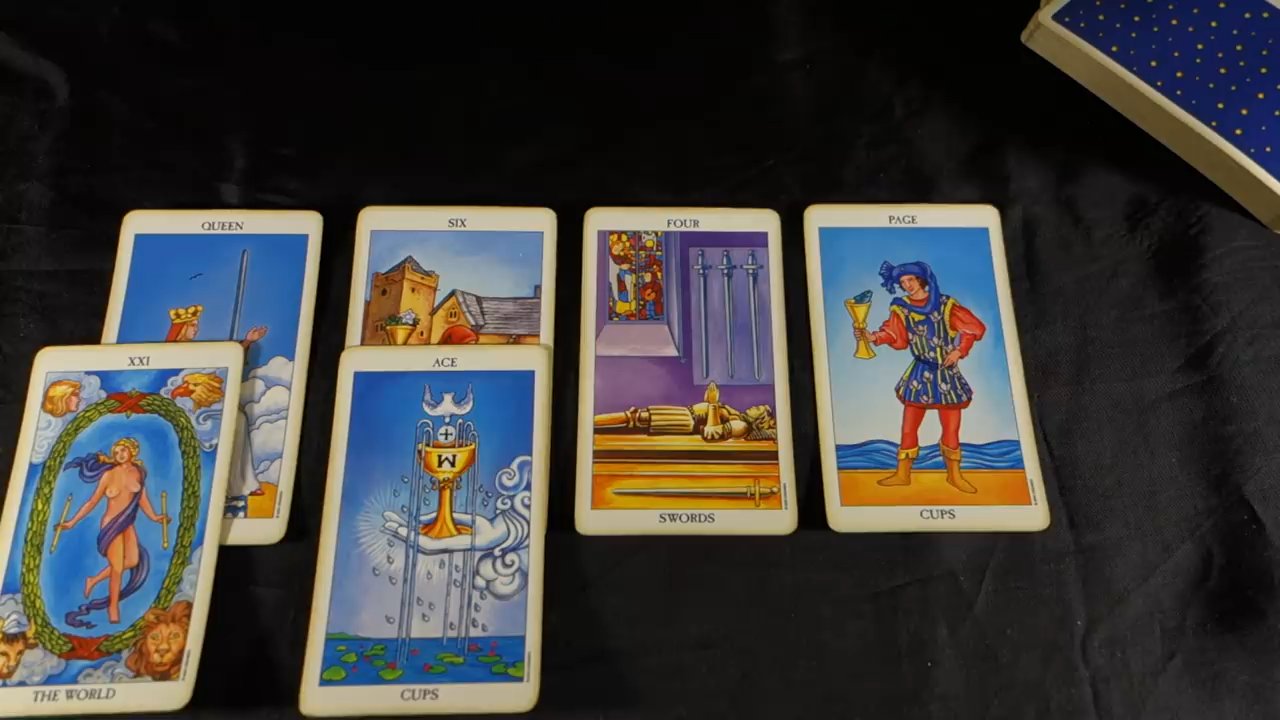 QUEEN
SIX
FOUR
PAGE
XXI
ACE
W
SWORDS
CUPS
THE WORLD
CUPS